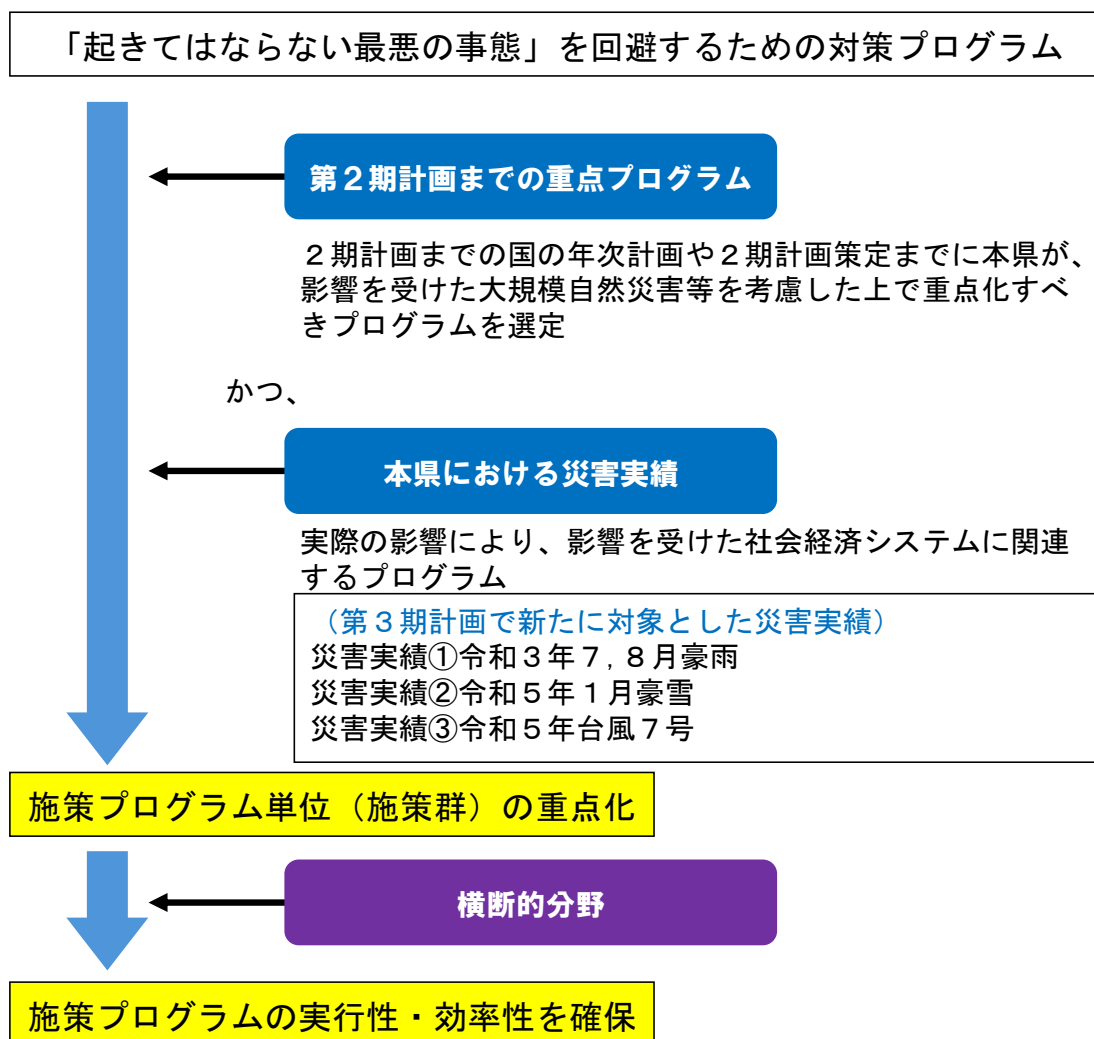 「起きてはならない最悪の事態」を回避するための対策プログラム
第２期計画までの重点プログラム
２期計画までの国の年次計画や２期計画策定までに本県が、
影響を受けた大規模自然災害等を考慮した上で重点化すべ
きプログラムを選定
かつ、
本県における災害実績
実際の影響により、影響を受けた社会経済システムに関連
するプログラム
（第３期計画で新たに対象とした災害実績）
災害実績①令和３年７,８月豪雨
災害実績②令和５年１月豪雪
災害実績③令和５年台風７号
施策プログラム単位（施策群）の重点化
横断的分野
施策プログラムの実行性・効率性を確保